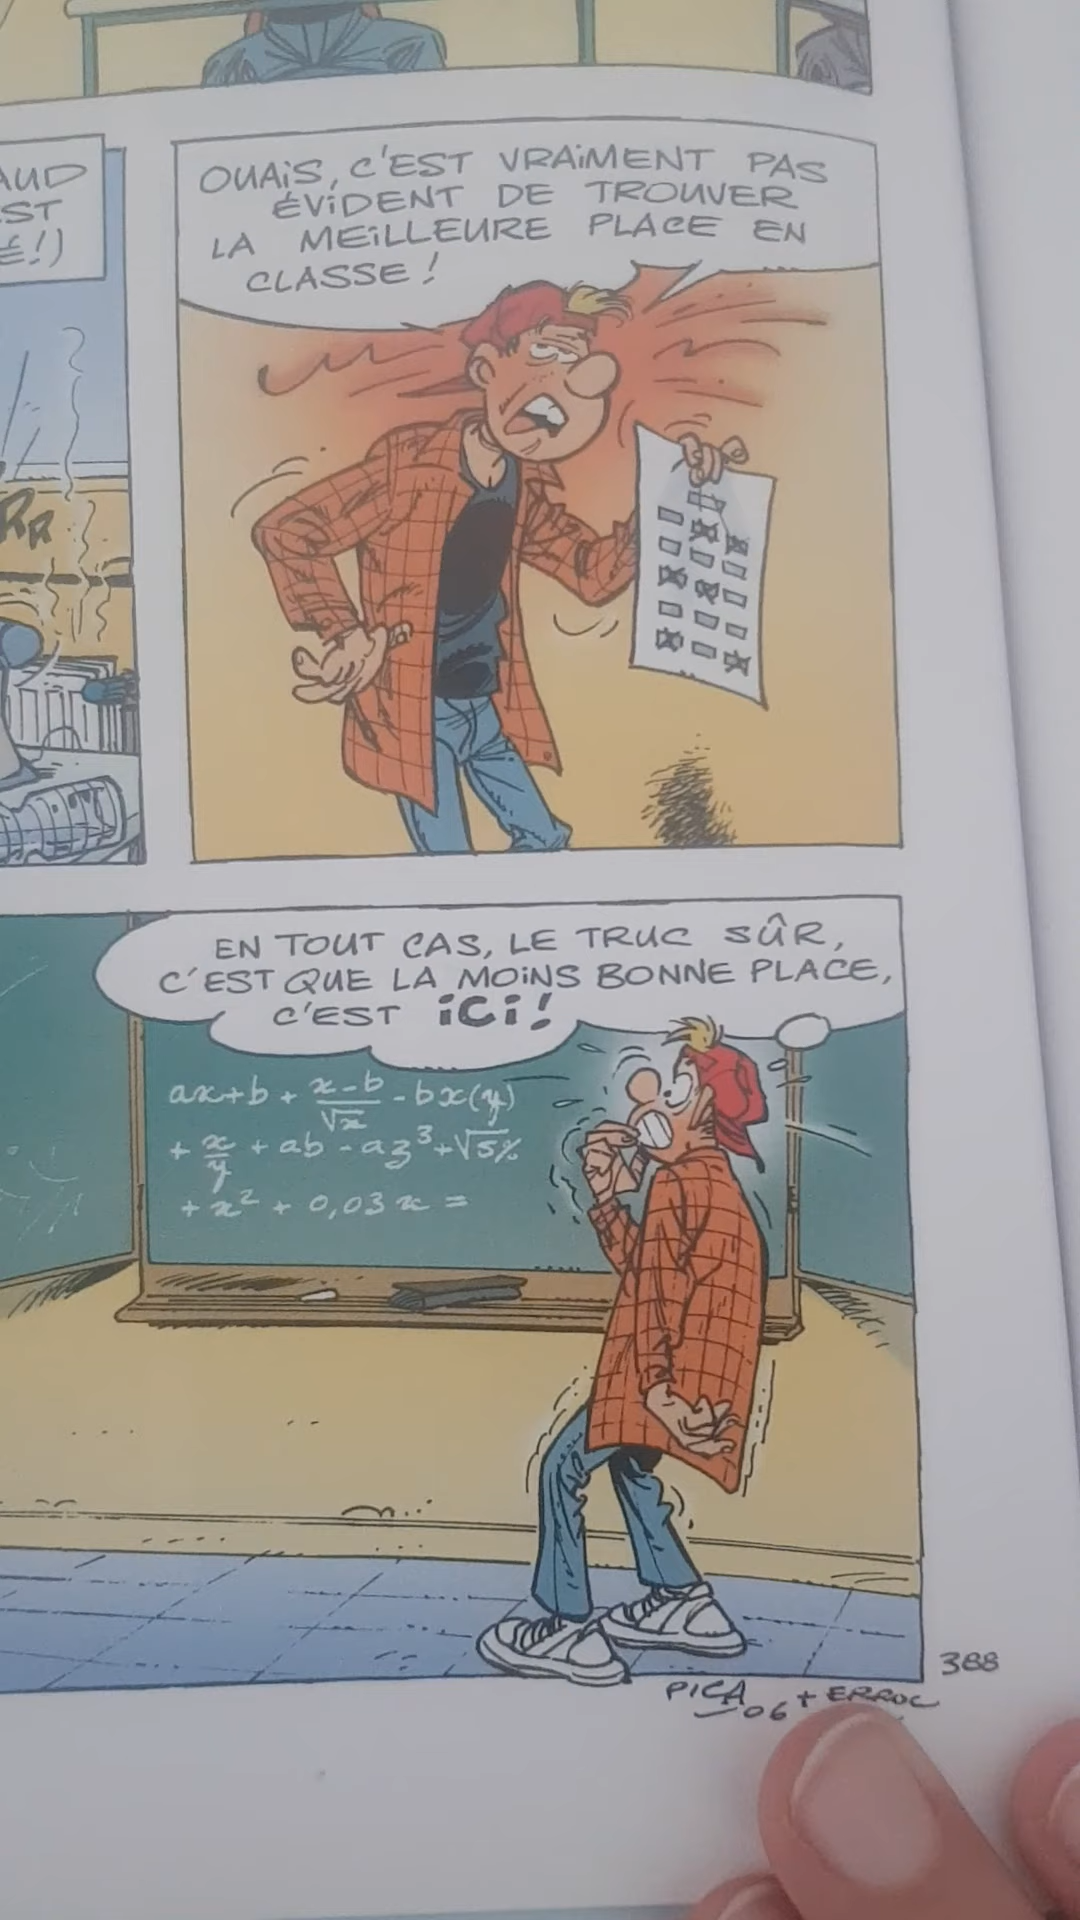 OUAIS, C'EST VRAIMENT PAS
ÉVIDENT DE TROUVER
LA MEILLEURE PLACE EN
CLASSE !
EN TOUT CAS, LE TRUC SÛR,
C'EST QUE LA MOINS BONNE PLACE,
C'EST ICI !
ax+b + x-b/√x - bx(y)
+ x/y + ab - az³ + √5%
+ x² + 0,03 x =
388
PICA 06 + ERROC